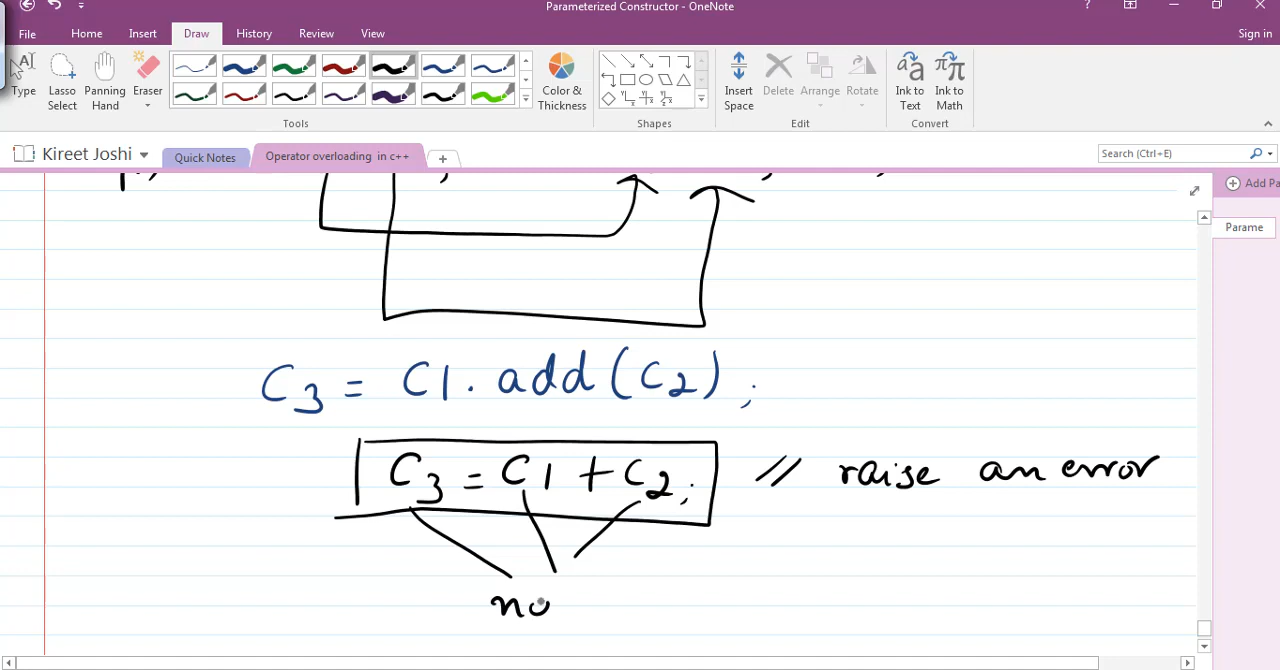 Parameterized Constructor - OneNote
File Home Insert Draw History Review View Sign in
Type Lasso Select Panning Hand Eraser Color & Thickness Insert Space Delete Arrange Rotate Ink to Text Ink to Math
Tools Shapes Edit Convert
Kireet Joshi Quick Notes Operator overloading in c++ Search (Ctrl+E)
Add Pa
Parame
C3 = C1 . add (C2) ;
C3 = C1 + C2 ; // raise an error
no